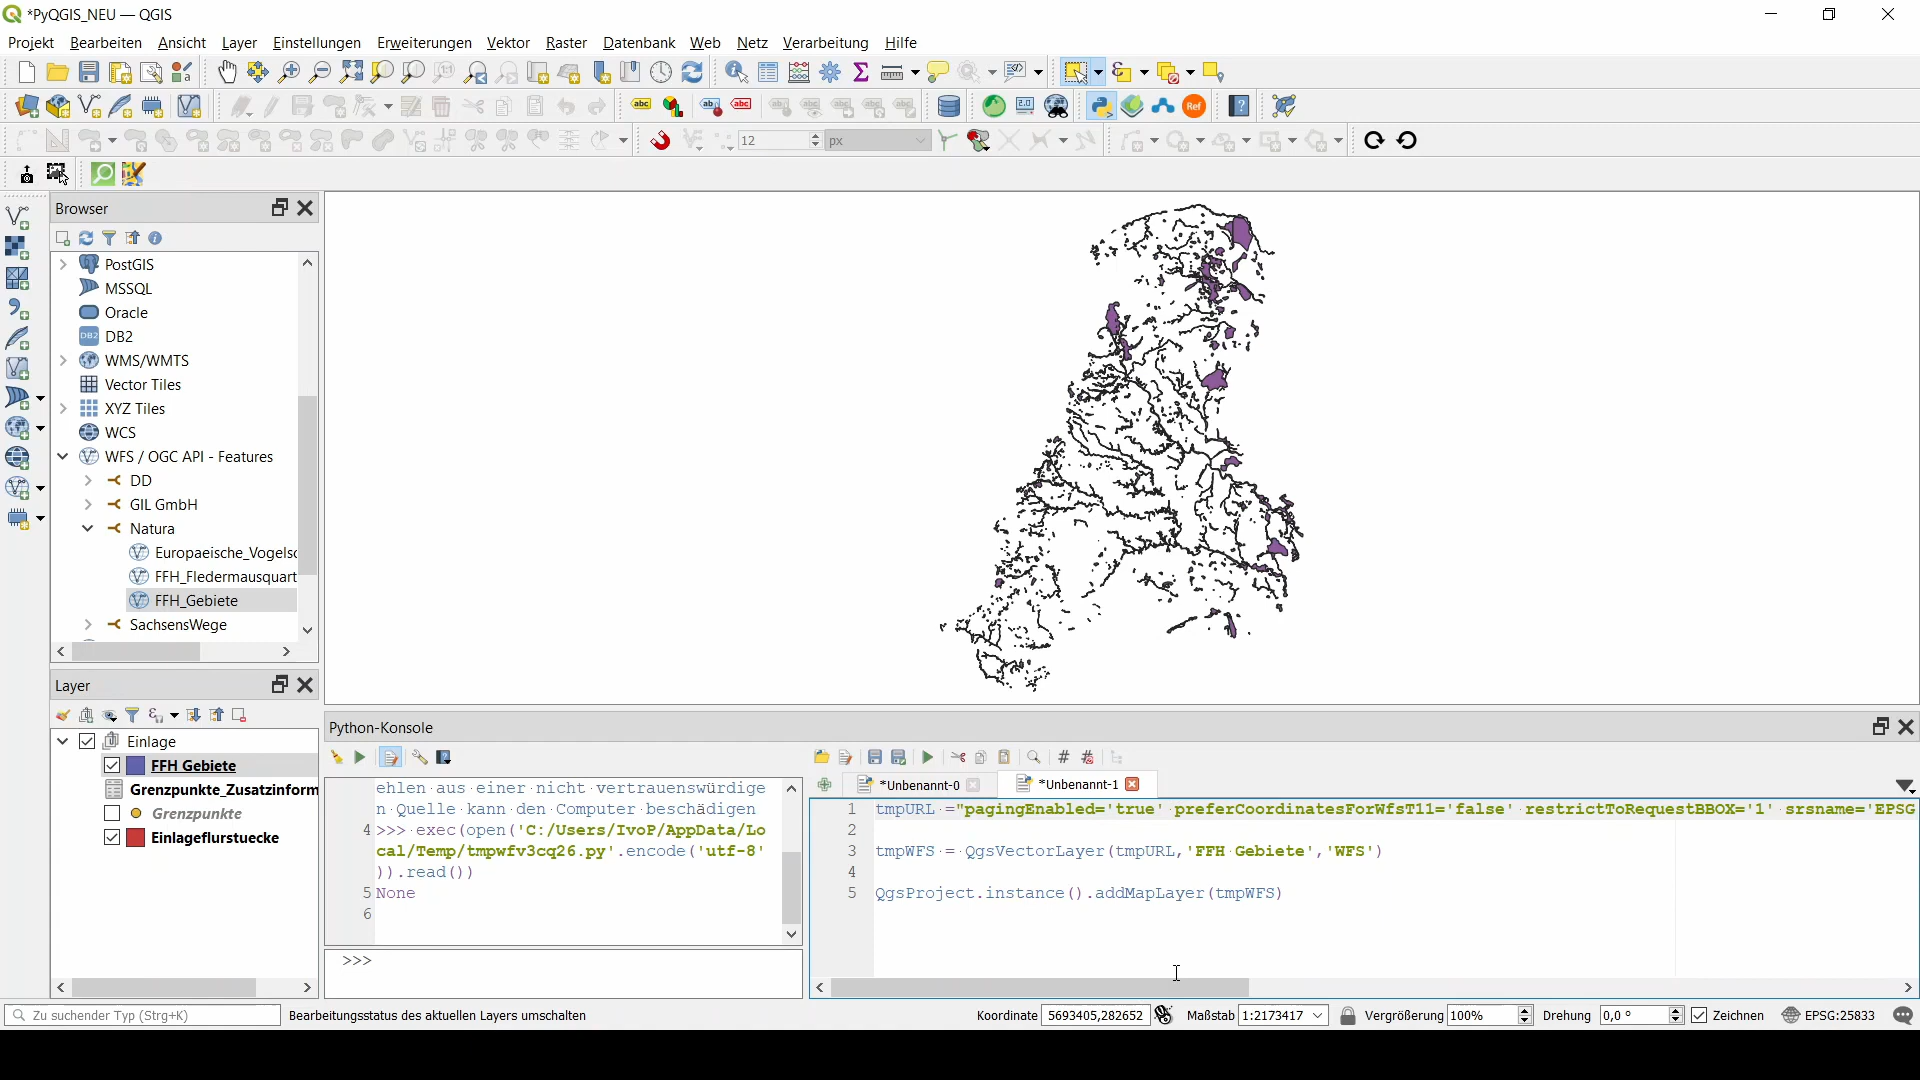 *PyQGIS_NEU — QGIS
Projekt Bearbeiten Ansicht Layer Einstellungen Erweiterungen Vektor Raster Datenbank Web Netz Verarbeitung Hilfe
abc ab abc Ref
12 px
Browser
PostGIS
MSSQL
Oracle
DB2
WMS/WMTS
Vector Tiles
XYZ Tiles
WCS
WFS / OGC API - Features
DD
GIL GmbH
Natura
Europaeische_Vogelsc
FFH_Fledermausquart
FFH_Gebiete
SachsensWege
Layer
Einlage
FFH Gebiete
Grenzpunkte_Zusatzinform
Grenzpunkte
Einlageflurstuecke
Python-Konsole
ehlen aus einer nicht vertrauenswürdige
n Quelle kann den Computer beschädigen
4 >>> exec(open('C:/Users/IvoP/AppData/Lo
cal/Temp/tmpwfv3cq26.py'.encode('utf-8'
)).read())
5 None
6
>>>
*Unbenannt-0 *Unbenannt-1
1 tmpURL ="pagingEnabled='true' preferCoordinatesForWfsT11='false' restrictToRequestBBOX='1' srsname='EPSG
2
3 tmpWFS = QgsVectorLayer(tmpURL,'FFH Gebiete','WFS')
4
5 QgsProject.instance().addMapLayer(tmpWFS)
Zu suchender Typ (Strg+K) Bearbeitungsstatus des aktuellen Layers umschalten Koordinate 5693405,282652 Maßstab 1:2173417 Vergrößerung 100% Drehung 0,0 ° Zeichnen EPSG:25833